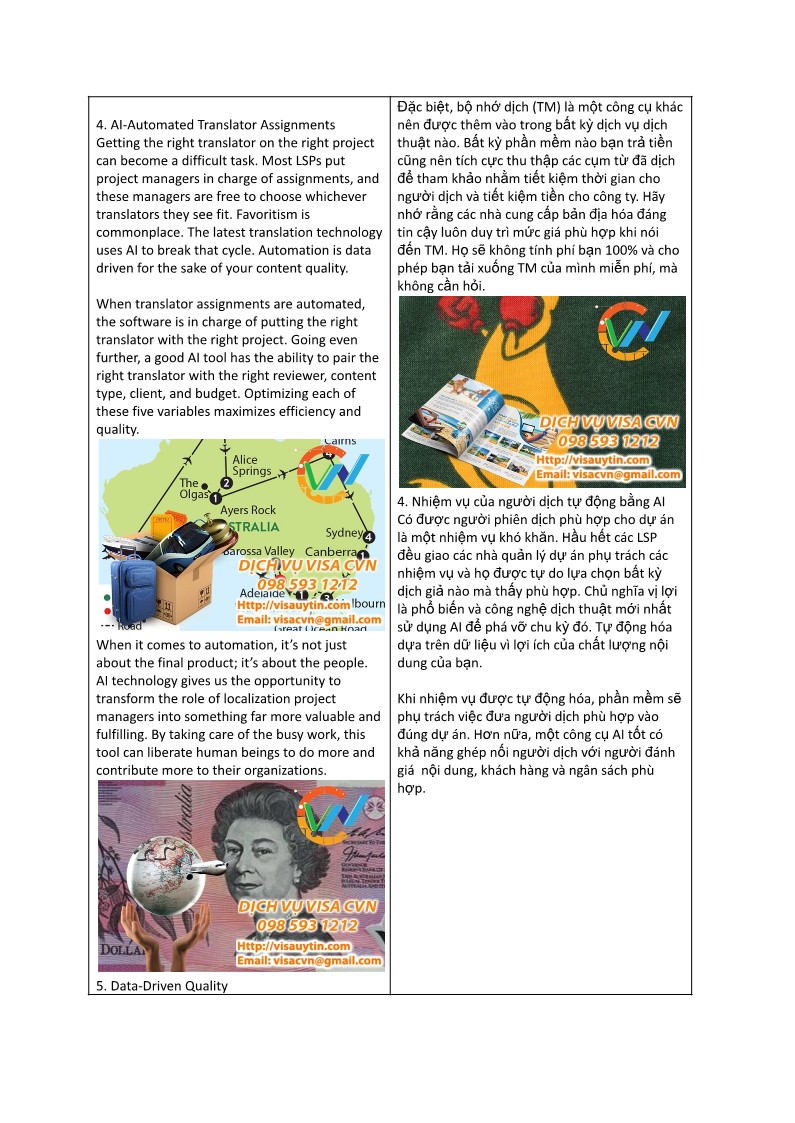 4. AI-Automated Translator Assignments
Getting the right translator on the right project
can become a difficult task. Most LSPs put
project managers in charge of assignments, and
these managers are free to choose whichever
translators they see fit. Favoritism is
commonplace. The latest translation technology
uses AI to break that cycle. Automation is data
driven for the sake of your content quality.
When translator assignments are automated,
the software is in charge of putting the right
translator with the right project. Going even
further, a good AI tool has the ability to pair the
right translator with the right reviewer, content
type, client, and budget. Optimizing each of
these five variables maximizes efficiency and
quality.
Cairns
4
Alice
Springs
The
Olgas
2
1
Ayers Rock
STRALIA
Sydney
4
Barossa Valley
Canberra
1
VN
DỊCH VỤ VISA CVN
098 593 1212
Adelaide
1
3
lbourn
Http://visauytin.com
Email: visacvn@gmail.com
Road
Great Ocean Road
When it comes to automation, it’s not just
about the final product; it’s about the people.
AI technology gives us the opportunity to
transform the role of localization project
managers into something far more valuable and
fulfilling. By taking care of the busy work, this
tool can liberate human beings to do more and
contribute more to their organizations.
VN
stralia
DOLLA
DỊCH VỤ VISA CVN
098 593 1212
Http://visauytin.com
Email: visacvn@gmail.com
5. Data-Driven Quality
Đặc biệt, bộ nhớ dịch (TM) là một công cụ khác
nên được thêm vào trong bất kỳ dịch vụ dịch
thuật nào. Bất kỳ phần mềm nào bạn trả tiền
cũng nên tích cực thu thập các cụm từ đã dịch
để tham khảo nhằm tiết kiệm thời gian cho
người dịch và tiết kiệm tiền cho công ty. Hãy
nhớ rằng các nhà cung cấp bản địa hóa đáng
tin cậy luôn duy trì mức giá phù hợp khi nói
đến TM. Họ sẽ không tính phí bạn 100% và cho
phép bạn tải xuống TM của mình miễn phí, mà
không cần hỏi.
VN
DỊCH VỤ VISA CVN
098 593 1212
Http://visauytin.com
Email: visacvn@gmail.com
4. Nhiệm vụ của người dịch tự động bằng AI
Có được người phiên dịch phù hợp cho dự án
là một nhiệm vụ khó khăn. Hầu hết các LSP
đều giao các nhà quản lý dự án phụ trách các
nhiệm vụ và họ được tự do lựa chọn bất kỳ
dịch giả nào mà thấy phù hợp. Chủ nghĩa vị lợi
là phổ biến và công nghệ dịch thuật mới nhất
sử dụng AI để phá vỡ chu kỳ đó. Tự động hóa
dựa trên dữ liệu vì lợi ích của chất lượng nội
dung của bạn.
Khi nhiệm vụ được tự động hóa, phần mềm sẽ
phụ trách việc đưa người dịch phù hợp vào
đúng dự án. Hơn nữa, một công cụ AI tốt có
khả năng ghép nối người dịch với người đánh
giá  nội dung, khách hàng và ngân sách phù
hợp.